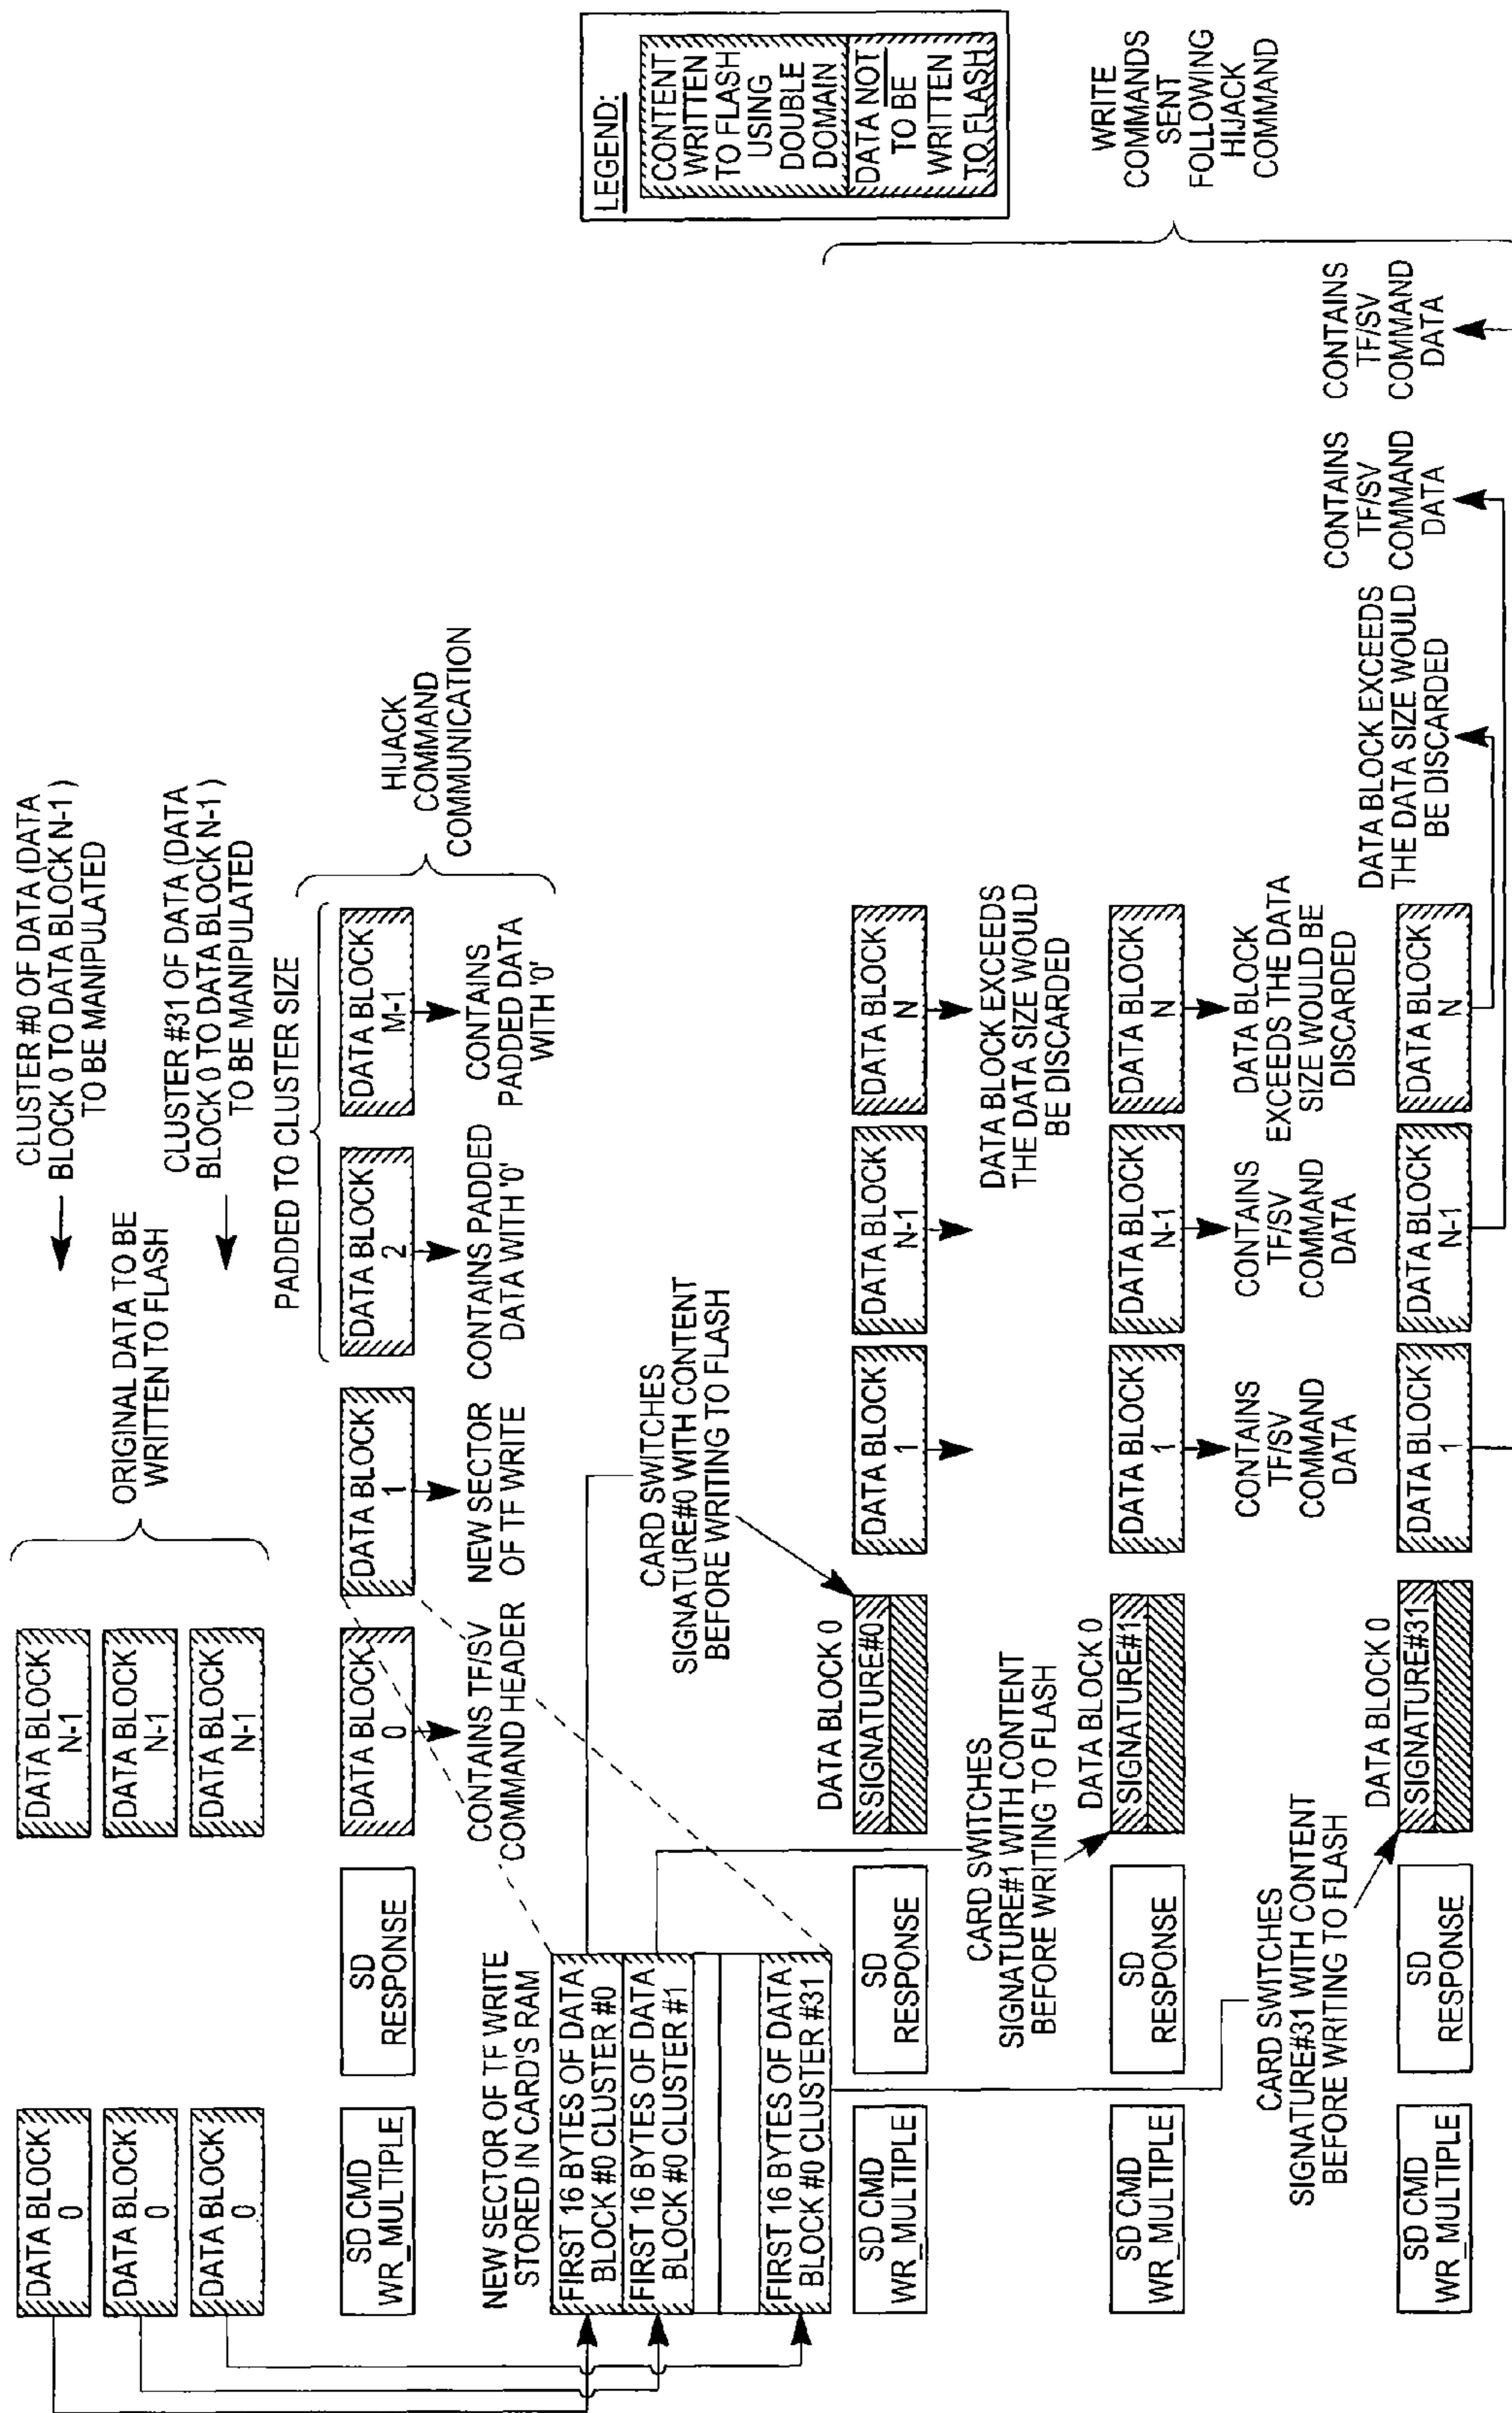 CLUSTER #0 OF DATA (DATA
BLOCK 0 TO DATA BLOCK N-1 )
TO BE MANIPULATED
CLUSTER #31 OF DATA (DATA
BLOCK 0 TO DATA BLOCK N-1 )
TO BE MANIPULATED
ORIGINAL DATA TO BE
WRITTEN TO FLASH
DATA BLOCK
0
DATA BLOCK
N-1
DATA BLOCK
0
DATA BLOCK
N-1
DATA BLOCK
0
DATA BLOCK
N-1
PADDED TO CLUSTER SIZE
SD CMD
WR_MULTIPLE
SD
RESPONSE
DATA BLOCK
0
DATA BLOCK
1
DATA BLOCK
2
DATA BLOCK
M-1
HIJACK
COMMAND
COMMUNICATION
CONTAINS TF/SV
COMMAND HEADER
NEW SECTOR
OF TF WRITE
CONTAINS PADDED
DATA WITH '0'
CONTAINS
PADDED DATA
WITH '0'
NEW SECTOR OF TF WRITE
STORED IN CARD'S RAM
FIRST 16 BYTES OF DATA
BLOCK #0 CLUSTER #0
FIRST 16 BYTES OF DATA
BLOCK #0 CLUSTER #1
FIRST 16 BYTES OF DATA
BLOCK #0 CLUSTER #31
LEGEND:
CONTENT
WRITTEN
TO FLASH
USING
DOUBLE
DOMAIN
DATA NOT
TO BE
WRITTEN
TO FLASH
CARD SWITCHES
SIGNATURE#0 WITH CONTENT
BEFORE WRITING TO FLASH
SD CMD
WR_MULTIPLE
SD
RESPONSE
DATA BLOCK 0
SIGNATURE#0
DATA BLOCK
1
DATA BLOCK
N-1
DATA BLOCK
N
DATA BLOCK EXCEEDS
THE DATA SIZE WOULD
BE DISCARDED
WRITE
COMMANDS
SENT
FOLLOWING
HIJACK
COMMAND
CARD SWITCHES
SIGNATURE#1 WITH CONTENT
BEFORE WRITING TO FLASH
SD CMD
WR_MULTIPLE
SD
RESPONSE
DATA BLOCK 0
SIGNATURE#1
DATA BLOCK
1
DATA BLOCK
N-1
DATA BLOCK
N
CONTAINS
TF/SV
COMMAND
DATA
CONTAINS
TF/SV
COMMAND
DATA
DATA BLOCK
EXCEEDS THE DATA
SIZE WOULD BE
DISCARDED
CARD SWITCHES
SIGNATURE#31 WITH CONTENT
BEFORE WRITING TO FLASH
SD CMD
WR_MULTIPLE
SD
RESPONSE
DATA BLOCK 0
SIGNATURE#31
DATA BLOCK
1
DATA BLOCK
N-1
DATA BLOCK
N
DATA BLOCK EXCEEDS
THE DATA SIZE WOULD
BE DISCARDED
CONTAINS
TF/SV
COMMAND
DATA
CONTAINS
TF/SV
COMMAND
DATA